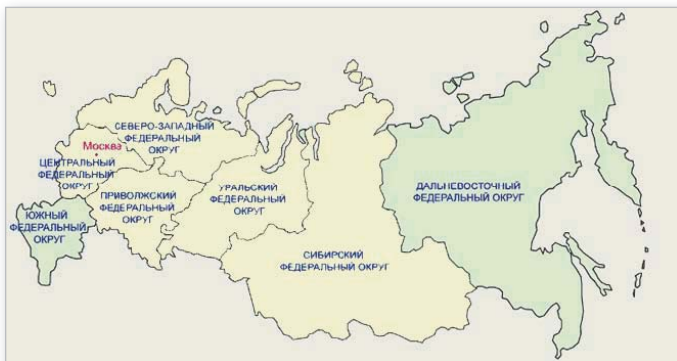 СЕВЕРО-ЗАПАДНЫЙ
ФЕДЕРАЛЬНЫЙ
ОКРУГ
Москва
ЦЕНТРАЛЬНЫЙ
ФЕДЕРАЛЬНЫЙ
ОКРУГ
ПРИВОЛЖСКИЙ
ФЕДЕРАЛЬНЫЙ
ОКРУГ
УРАЛЬСКИЙ
ФЕДЕРАЛЬНЫЙ
ОКРУГ
ДАЛЬНЕВОСТОЧНЫЙ
ФЕДЕРАЛЬНЫЙ ОКРУГ
ЮЖНЫЙ
ФЕДЕРАЛЬНЫЙ
ОКРУГ
СИБИРСКИЙ
ФЕДЕРАЛЬНЫЙ ОКРУГ